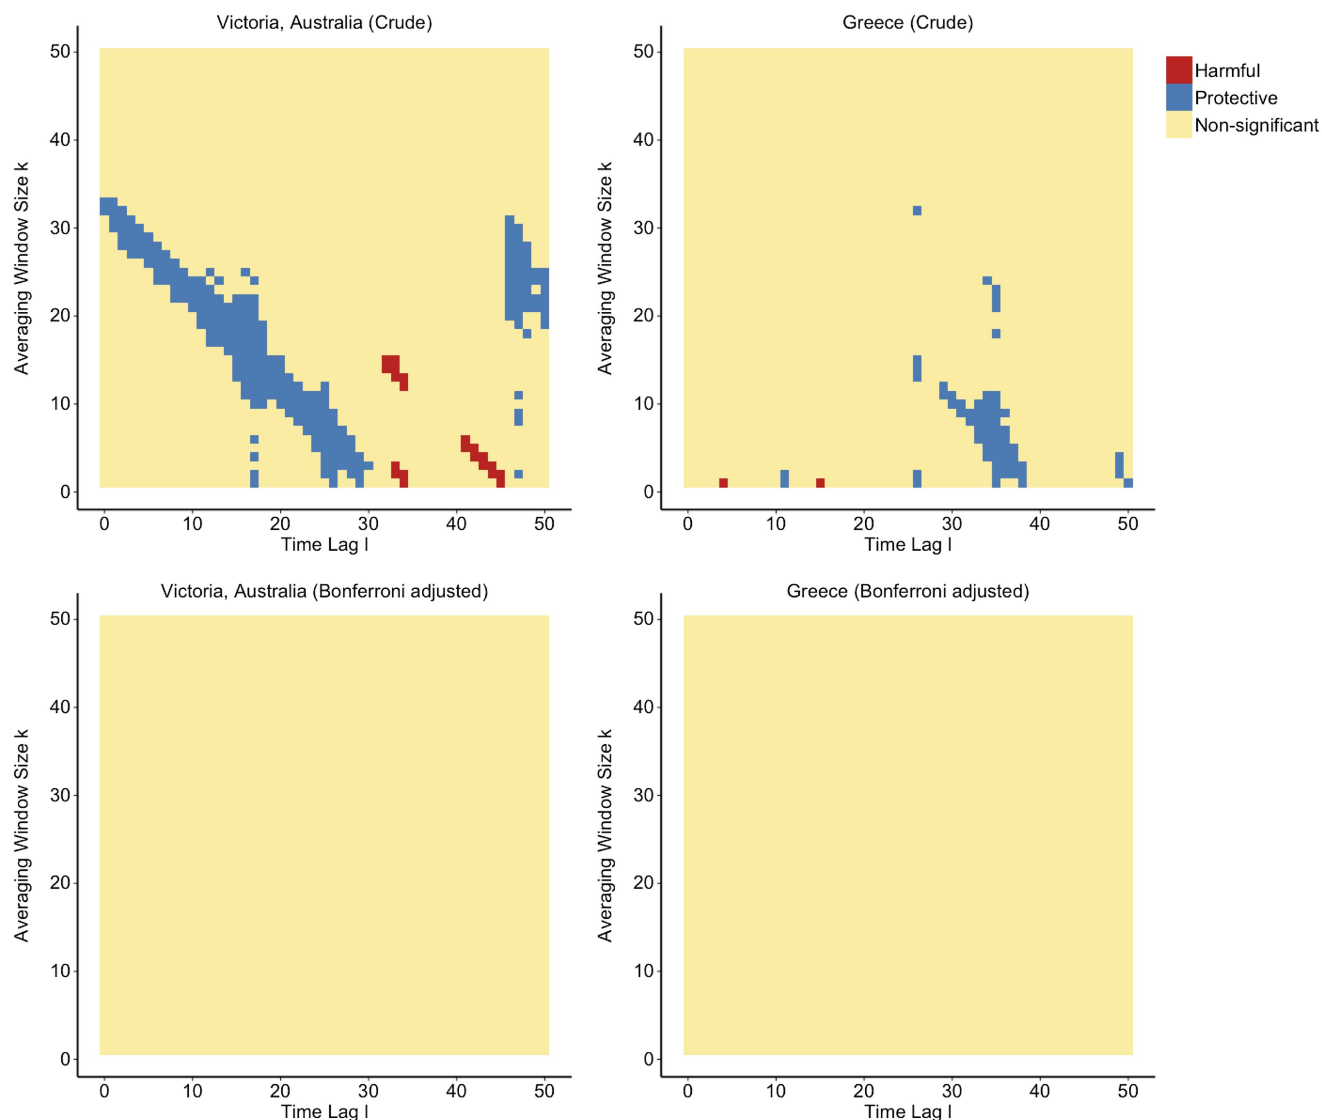 Victoria, Australia (Crude)
50
40
30
20
10
0
Averaging Window Size k
0 10 20 30 40 50
Time Lag l
Greece (Crude)
50
40
30
20
10
0
Averaging Window Size k
0 10 20 30 40 50
Time Lag l
Harmful
Protective
Non-significant
Victoria, Australia (Bonferroni adjusted)
50
40
30
20
10
0
Averaging Window Size k
0 10 20 30 40 50
Time Lag l
Greece (Bonferroni adjusted)
50
40
30
20
10
0
Averaging Window Size k
0 10 20 30 40 50
Time Lag l